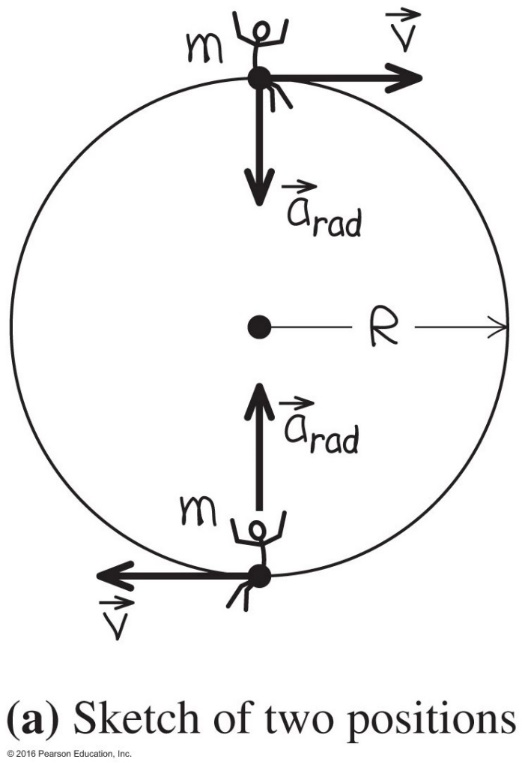 m
v⃗
a⃗rad
R
a⃗rad
m
v⃗
(a) Sketch of two positions
© 2016 Pearson Education, Inc.